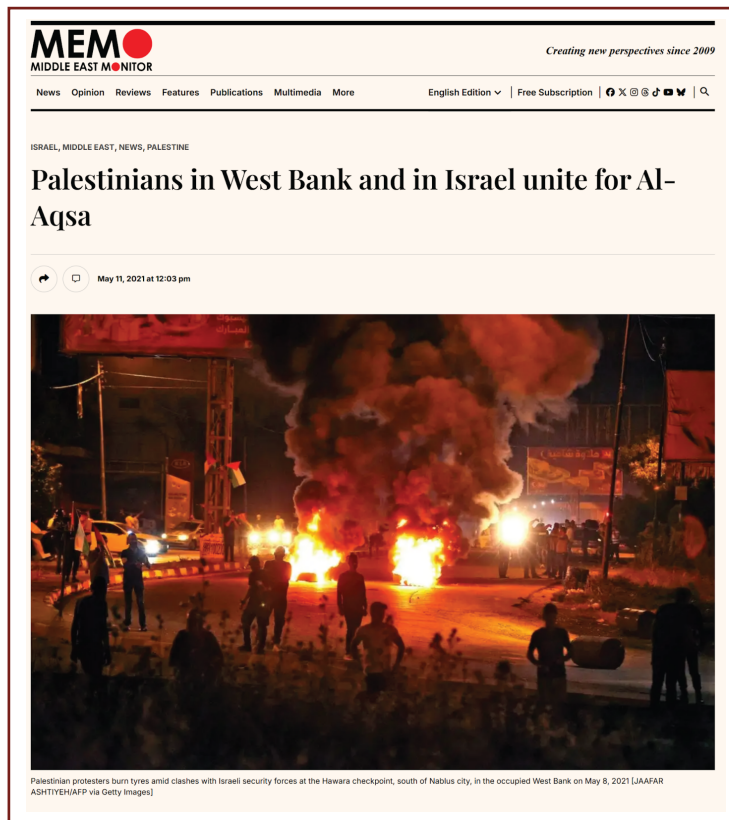 MEMO
MIDDLE EAST MONITOR
Creating new perspectives since 2009
News Opinion Reviews Features Publications Multimedia More
English Edition
Free Subscription
ISRAEL, MIDDLE EAST, NEWS, PALESTINE
Palestinians in West Bank and in Israel unite for Al-
Aqsa
May 11, 2021 at 12:03 pm
KIA
Palestinian protesters burn tyres amid clashes with Israeli security forces at the Hawara checkpoint, south of Nablus city, in the occupied West Bank on May 8, 2021 [JAAFAR
ASHTIYEH/AFP via Getty Images]